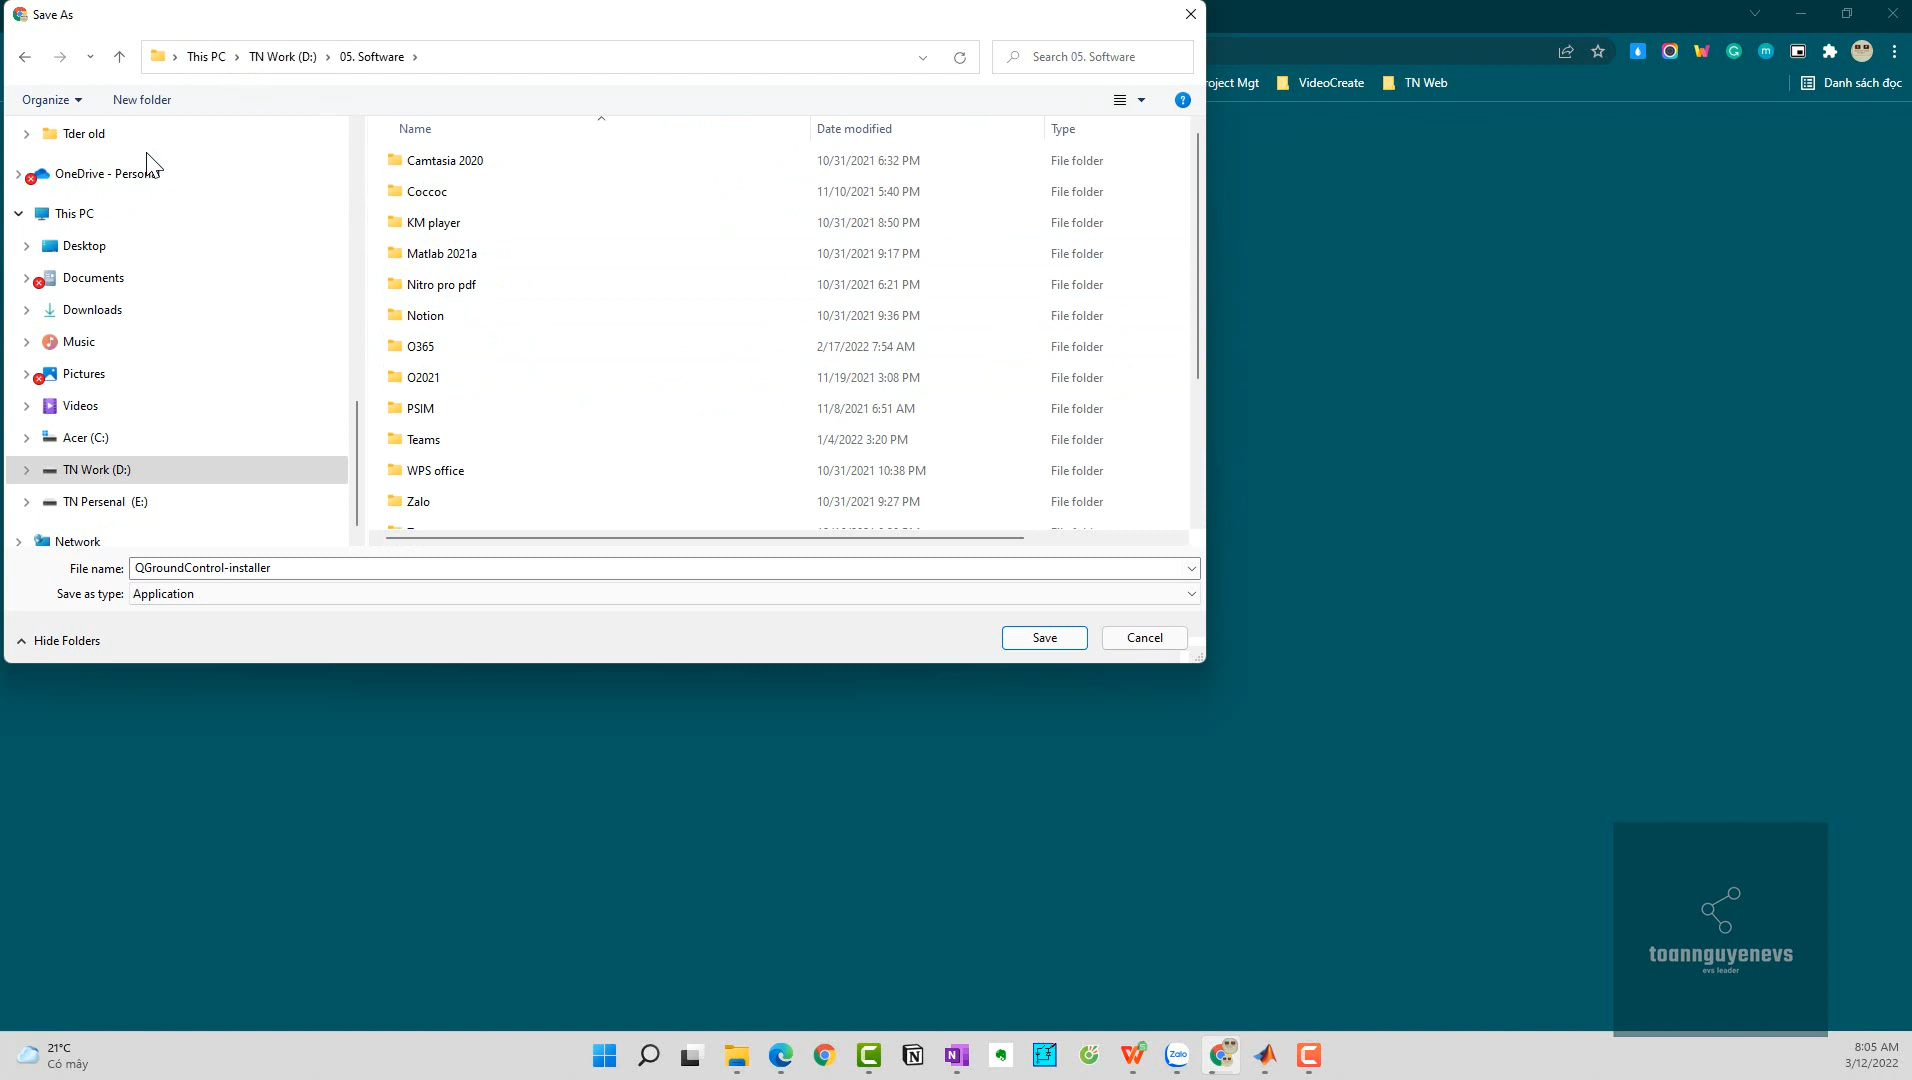 Save As
This PC
TN Work (D:)
05. Software
Search 05. Software
Organize
New folder
roject Mgt
VideoCreate
TN Web
Danh sách đọc
Name
Date modified
Type
Tder old
OneDrive - Personal
This PC
Desktop
Documents
Downloads
Music
Pictures
Videos
Acer (C:)
TN Work (D:)
TN Persenal (E:)
Network
Camtasia 2020 10/31/2021 6:32 PM File folder
Coccoc 11/10/2021 5:40 PM File folder
KM player 10/31/2021 8:50 PM File folder
Matlab 2021a 10/31/2021 9:17 PM File folder
Nitro pro pdf 10/31/2021 6:21 PM File folder
Notion 10/31/2021 9:36 PM File folder
O365 2/17/2022 7:54 AM File folder
O2021 11/19/2021 3:08 PM File folder
PSIM 11/8/2021 6:51 AM File folder
Teams 1/4/2022 3:20 PM File folder
WPS office 10/31/2021 10:38 PM File folder
Zalo 10/31/2021 9:27 PM File folder
File name: QGroundControl-installer
Save as type: Application
Hide Folders
Save
Cancel
toannguyenevs
evs leader
21°C
Có mây
Zalo
8:05 AM
3/12/2022